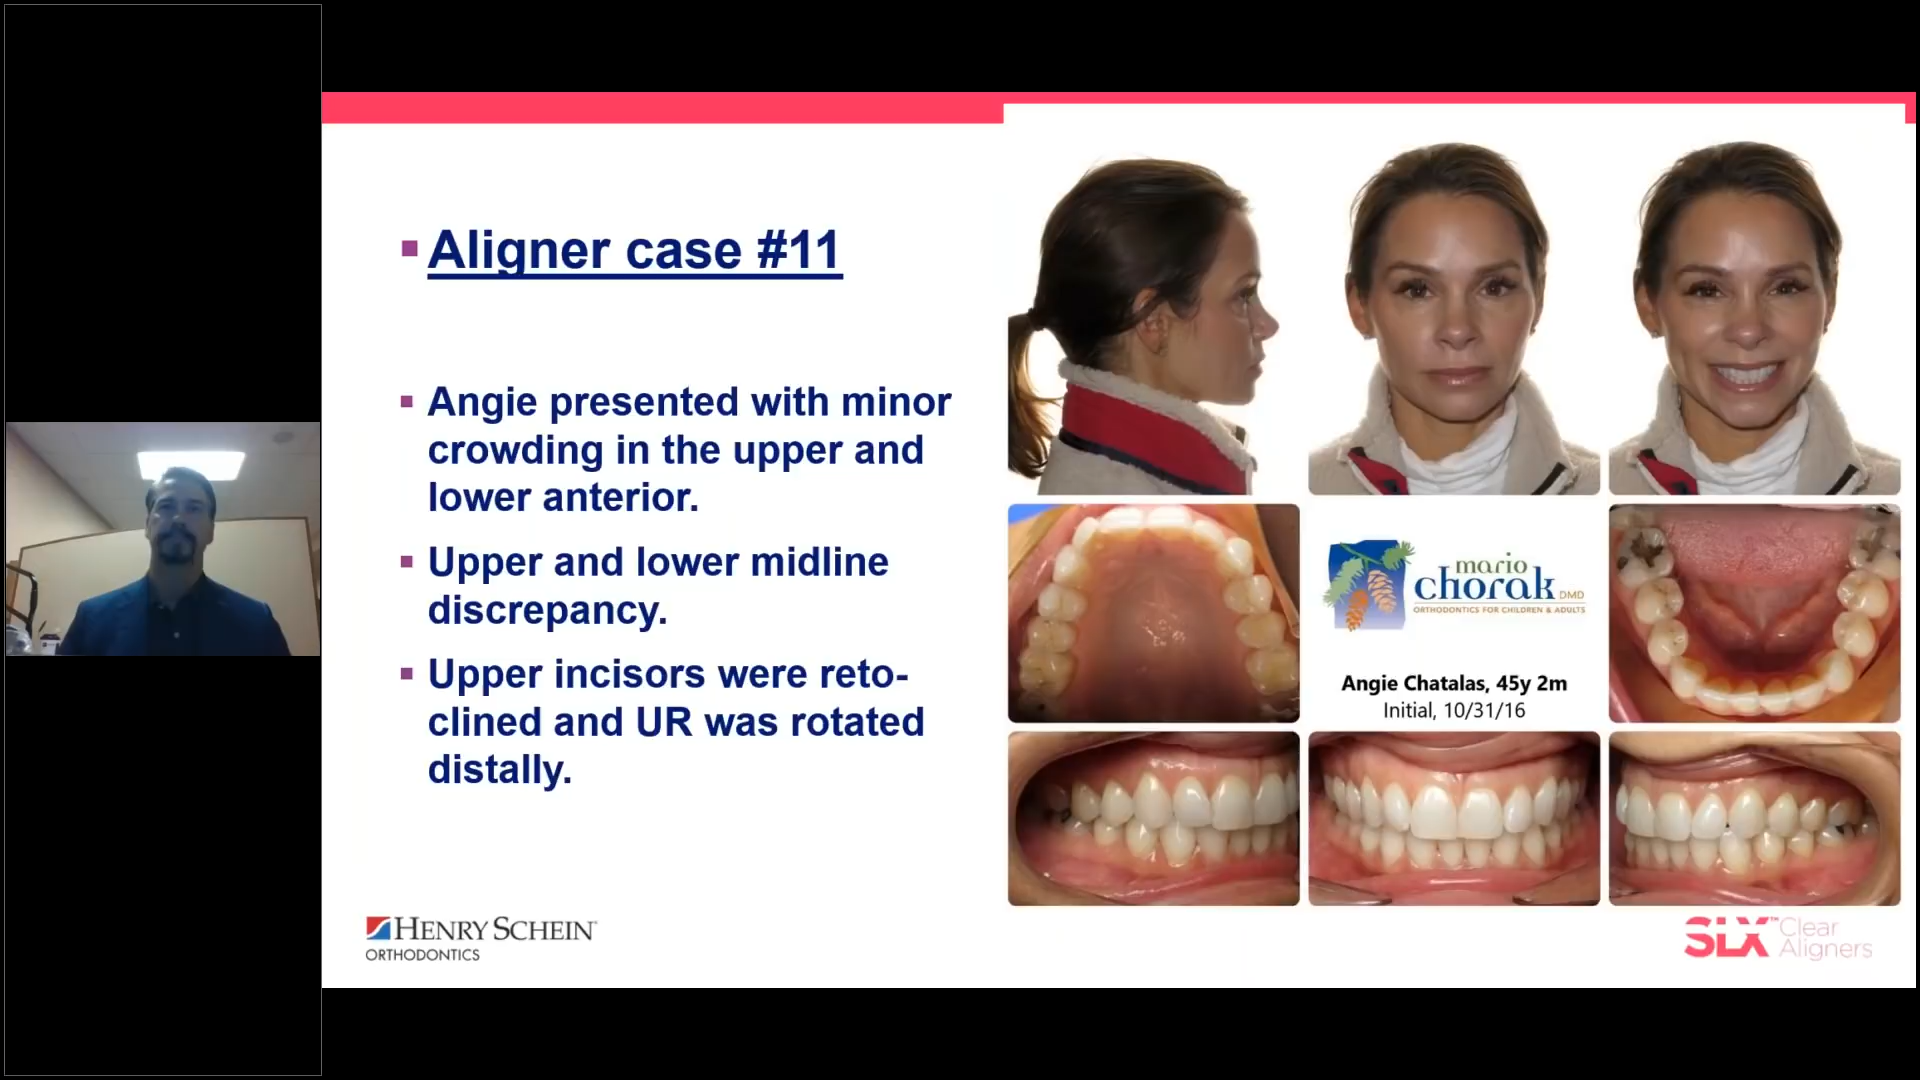 Aligner case #11
Angie presented with minor
crowding in the upper and
lower anterior.
Upper and lower midline
discrepancy.
Upper incisors were reto-
clined and UR was rotated
distally.
mario
chorak DMD
ORTHODONTICS FOR CHILDREN & ADULTS
Angie Chatalas, 45y 2m
Initial, 10/31/16
HENRY SCHEIN®
ORTHODONTICS
SLX™ Clear
Aligners